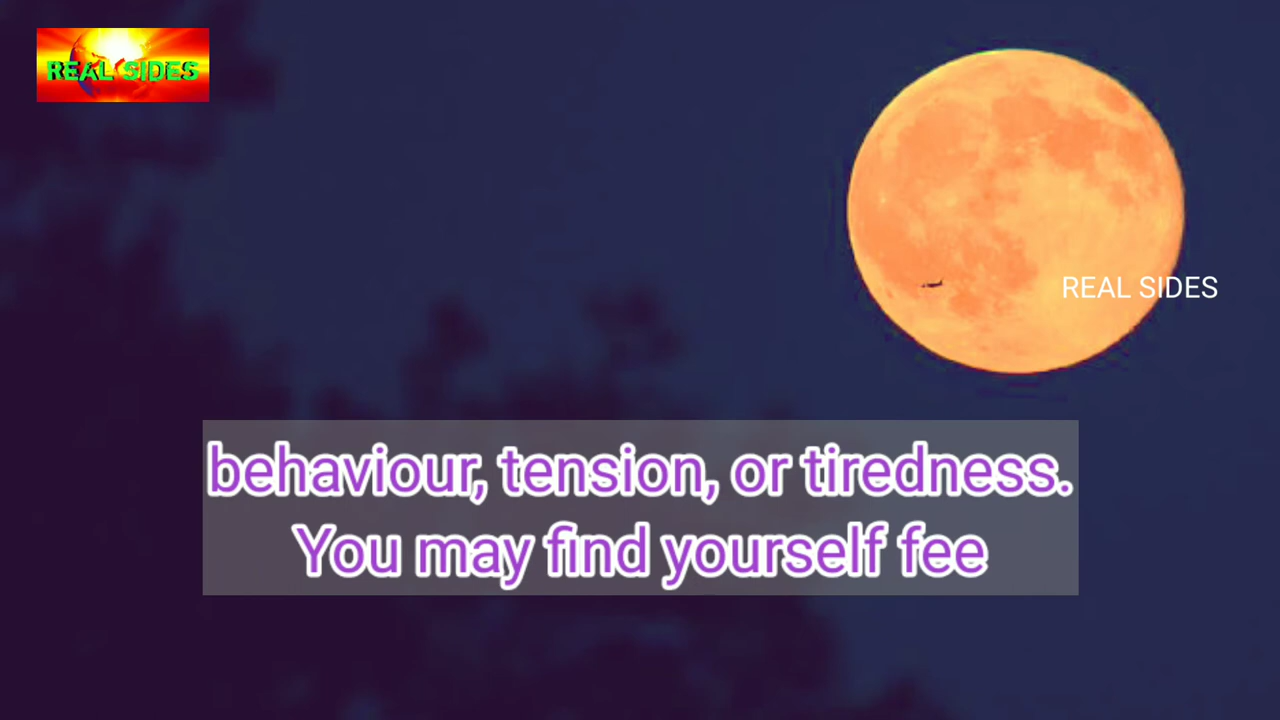 REAL SIDES
REAL SIDES
behaviour, tension, or tiredness.
You may find yourself fee